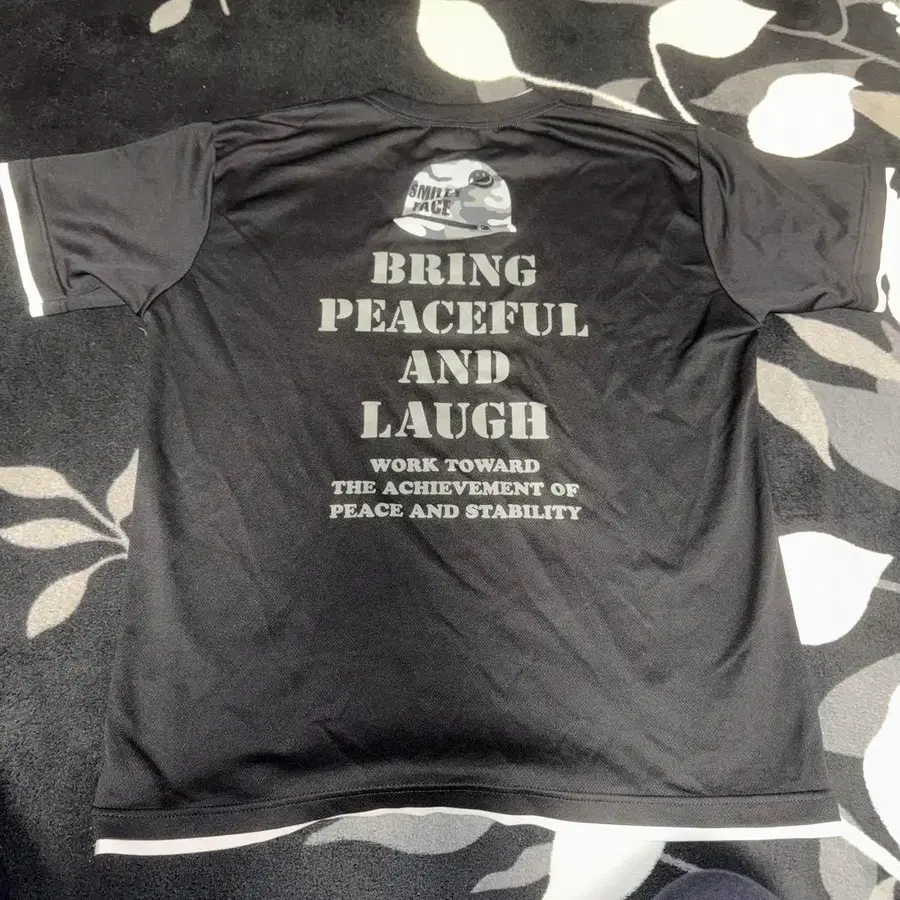 SMILEY
FACE
BRING
PEACEFUL
AND
LAUGH
WORK TOWARD
THE ACHIEVEMENT OF
PEACE AND STABILITY